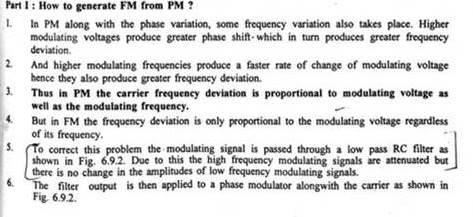 Part I : How to generate FM from PM ?
1. In PM along with the phase variation, some frequency variation also takes place. Higher
modulating voltages produce greater phase shift which in turn produces greater frequency
deviation.
2. And higher modulating frequencies produce a faster rate of change of modulating voltage
hence they also produce greater frequency deviation.
3. Thus in PM the carrier frequency deviation is proportional to modulating voltage as
well as the modulating frequency.
4. But in FM the frequency deviation is only proportional to the modulating voltage regardless
of its frequency.
5. To correct this problem the modulating signal is passed through a low pass RC filter as
shown in Fig. 6.9.2. Due to this the high frequency modulating signals are attenuated but
there is no change in the amplitudes of low frequency modulating signals.
6. The filter output is then applied to a phase modulator alongwith the carrier as shown in
Fig. 6.9.2.